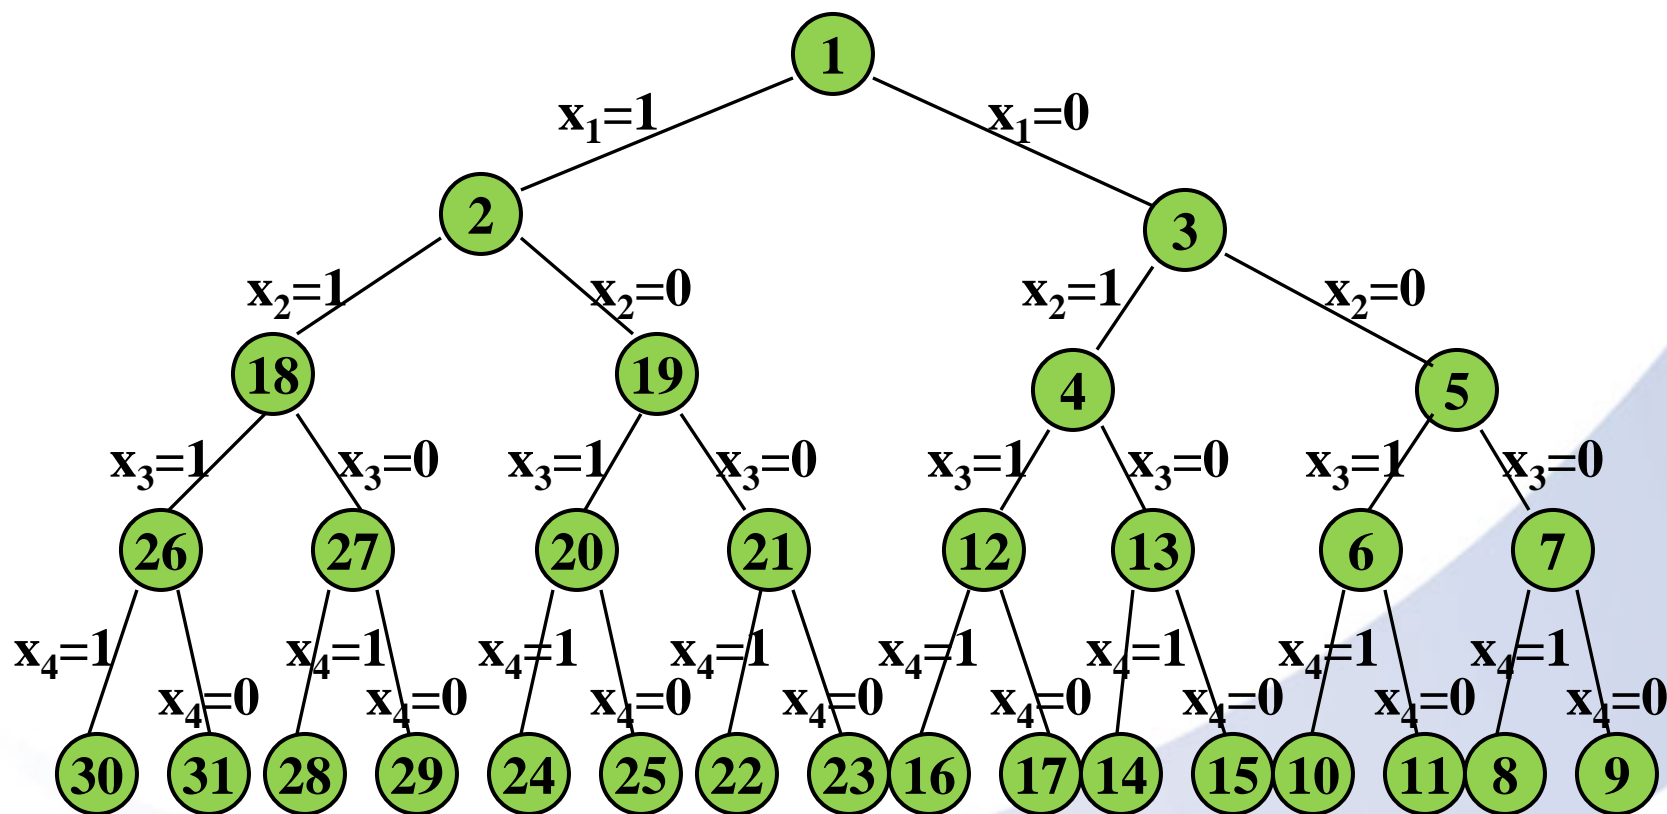 1
x₁=1 x₁=0
2 3
x₂=1 x₂=0 x₂=1 x₂=0
18 19 4 5
x₃=1 x₃=0 x₃=1 x₃=0 x₃=1 x₃=0 x₃=1 x₃=0
26 27 20 21 12 13 6 7
x₄=1 x₄=1 x₄=1 x₄=1 x₄=1 x₄=1 x₄=1 x₄=1
x₄=0 x₄=0 x₄=0 x₄=0 x₄=0 x₄=0 x₄=0 x₄=0
30 31 28 29 24 25 22 23 16 17 14 15 10 11 8 9